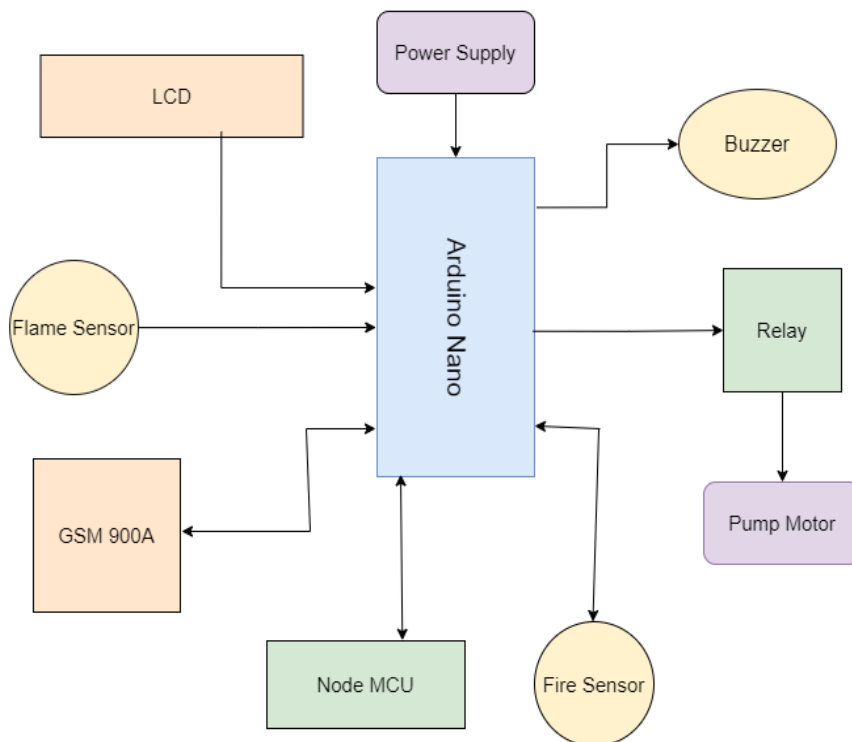 Power Supply
LCD
Buzzer
Arduino Nano
Flame Sensor
Relay
GSM 900A
Pump Motor
Node MCU
Fire Sensor